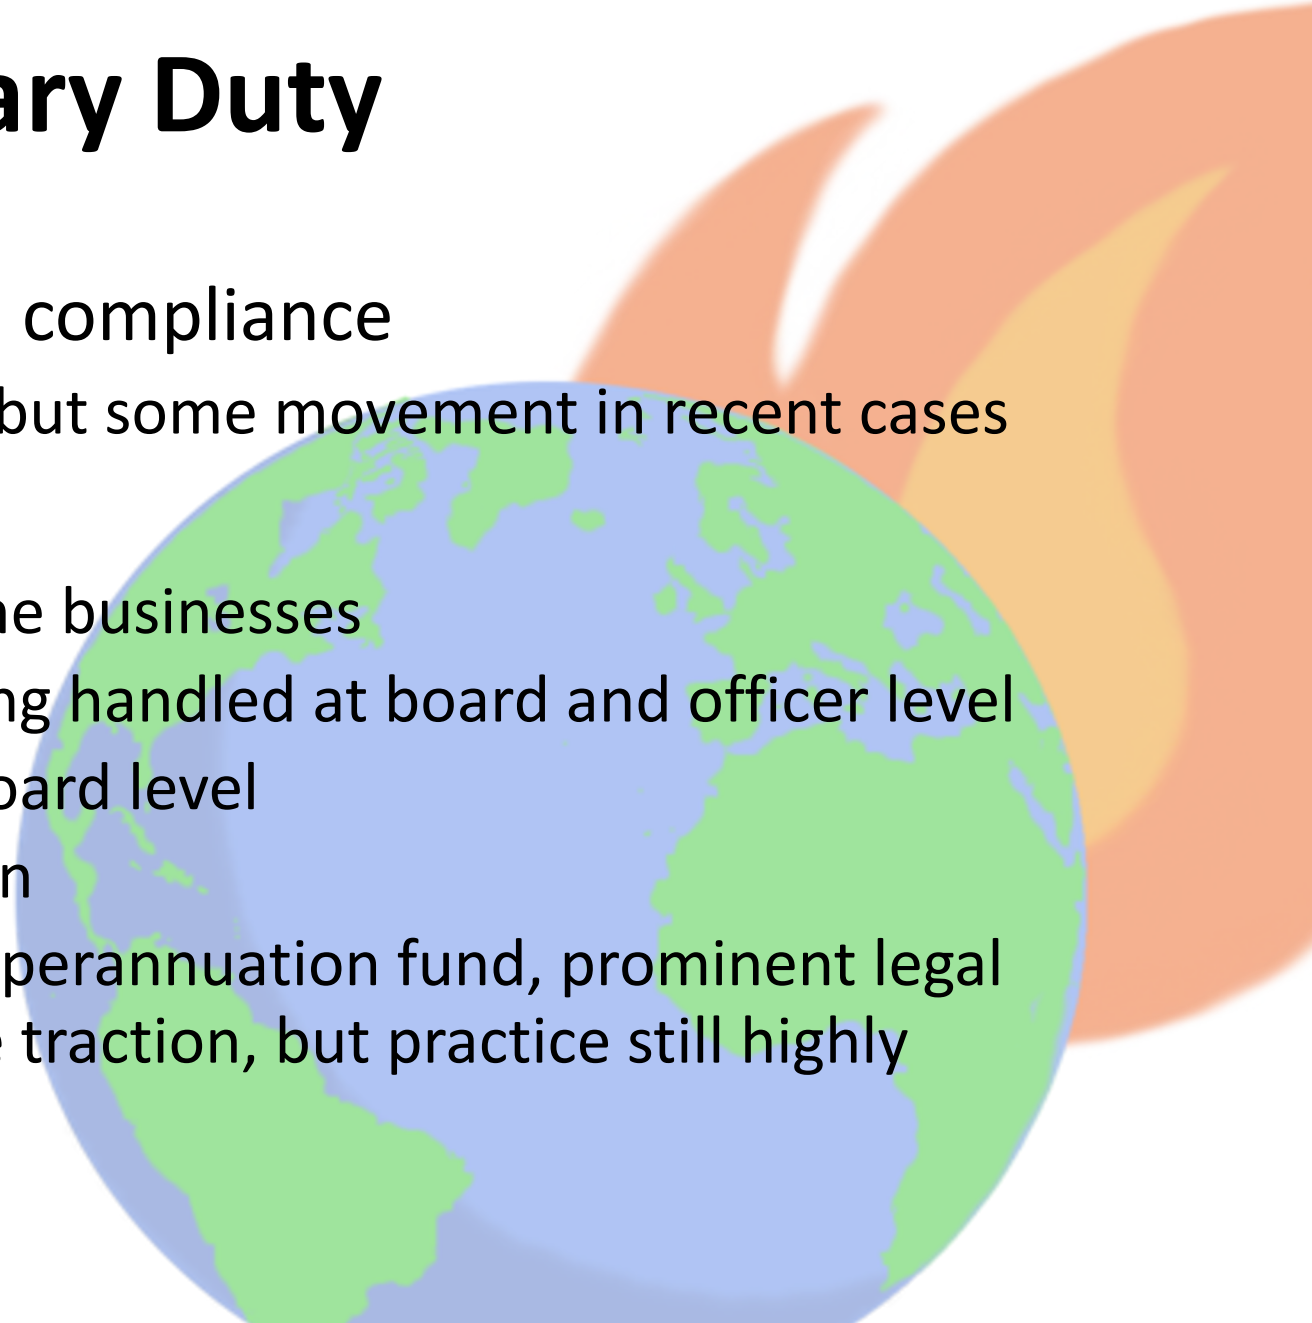 ary Duty
compliance
but some movement in recent cases
ne businesses
ng handled at board and officer level
oard level
n
perannuation fund, prominent legal
e traction, but practice still highly